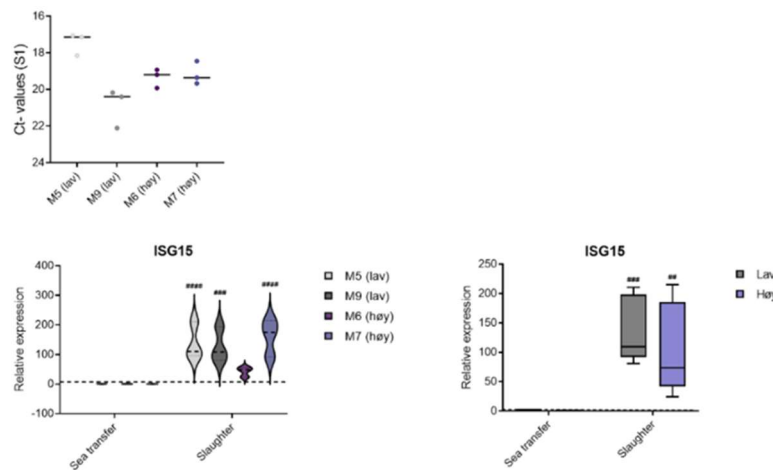 16
18
20
22
24
Ct- values (S1)
M5 (lav)
M9 (lav)
M6 (høy)
M7 (høy)
ISG15
400
300
200
100
0
-100
Relative expression
####
###
####
Sea transfer
Slaughter
M5 (lav)
M9 (lav)
M6 (høy)
M7 (høy)
ISG15
250
200
150
100
50
0
Relative expression
###
##
Sea transfer
Slaughter
Lav
Høy